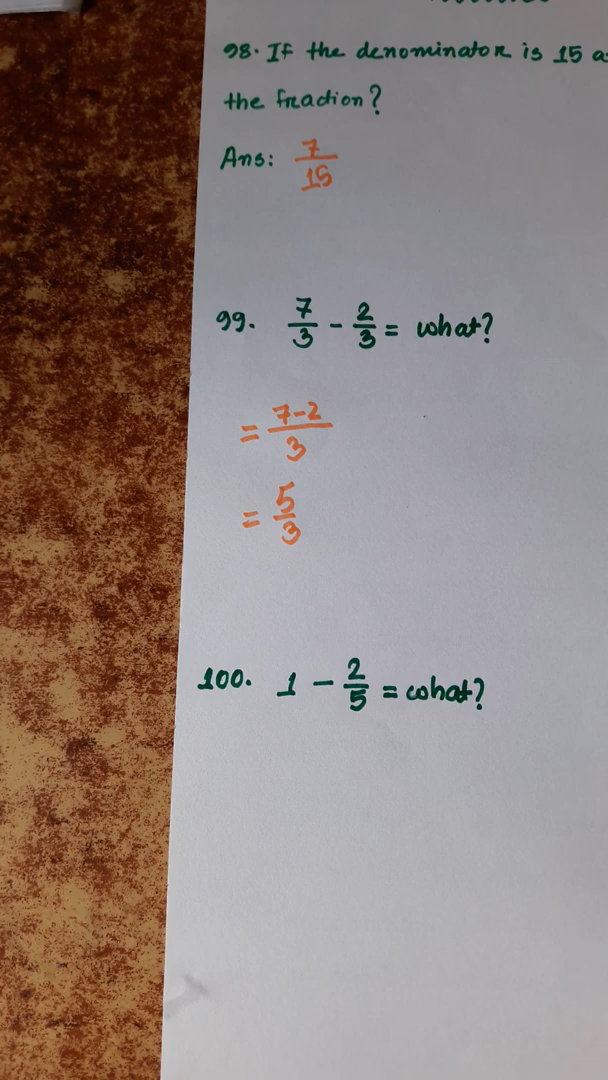 98. If the denominator is 15
the fraction?
Ans: 7/15
99. 7/3 - 2/3 = what?
= 7-2/3
= 5/3
100. 1 - 2/5 = what?